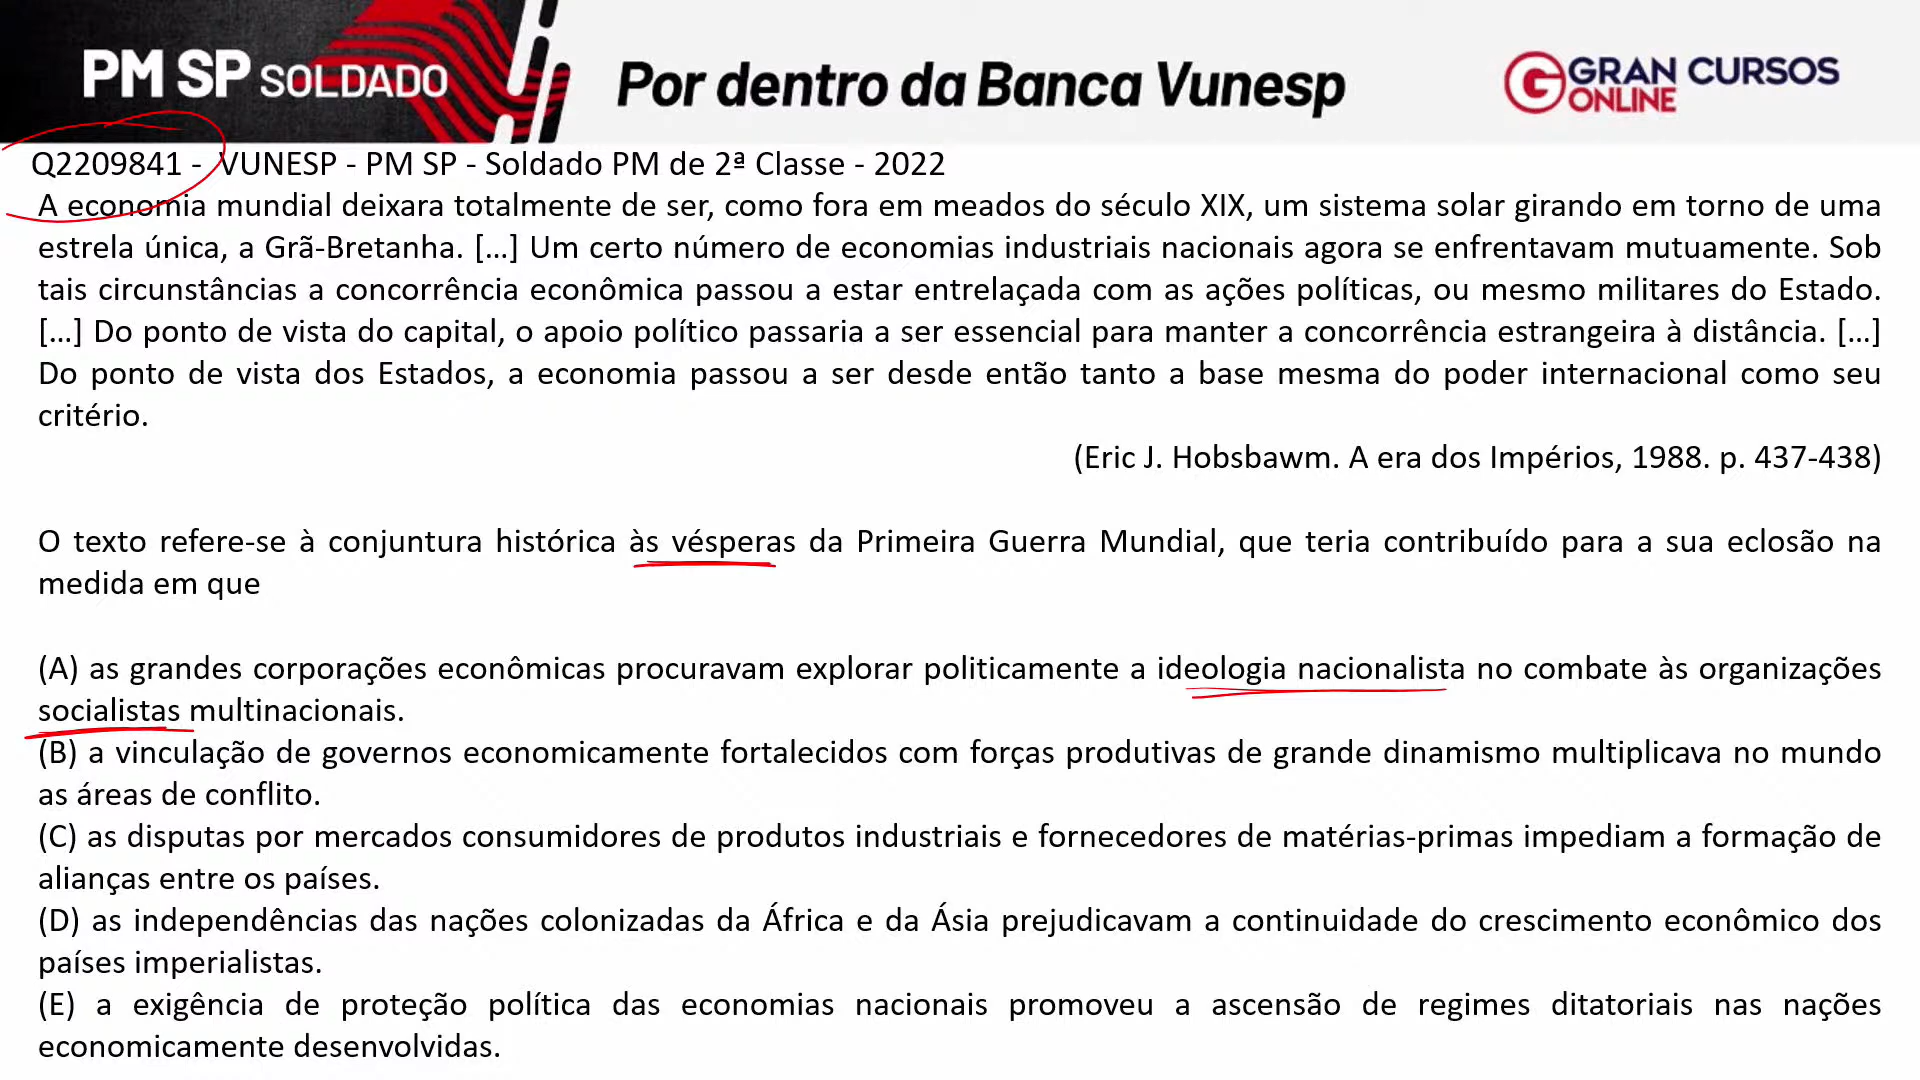 PM SP SOLDADO
Por dentro da Banca Vunesp
GRAN CURSOS
ONLINE
Q2209841 - VUNESP - PM SP - Soldado PM de 2ª Classe - 2022
A economia mundial deixara totalmente de ser, como fora em meados do século XIX, um sistema solar girando em torno de uma
estrela única, a Grã-Bretanha. [...] Um certo número de economias industriais nacionais agora se enfrentavam mutuamente. Sob
tais circunstâncias a concorrência econômica passou a estar entrelaçada com as ações políticas, ou mesmo militares do Estado.
[...] Do ponto de vista do capital, o apoio político passaria a ser essencial para manter a concorrência estrangeira à distância. [...]
Do ponto de vista dos Estados, a economia passou a ser desde então tanto a base mesma do poder internacional como seu
critério.
(Eric J. Hobsbawm. A era dos Impérios, 1988. p. 437-438)
O texto refere-se à conjuntura histórica às vésperas da Primeira Guerra Mundial, que teria contribuído para a sua eclosão na
medida em que
(A) as grandes corporações econômicas procuravam explorar politicamente a ideologia nacionalista no combate às organizações
socialistas multinacionais.
(B) a vinculação de governos economicamente fortalecidos com forças produtivas de grande dinamismo multiplicava no mundo
as áreas de conflito.
(C) as disputas por mercados consumidores de produtos industriais e fornecedores de matérias-primas impediam a formação de
alianças entre os países.
(D) as independências das nações colonizadas da África e da Ásia prejudicavam a continuidade do crescimento econômico dos
países imperialistas.
(E) a exigência de proteção política das economias nacionais promoveu a ascensão de regimes ditatoriais nas nações
economicamente desenvolvidas.